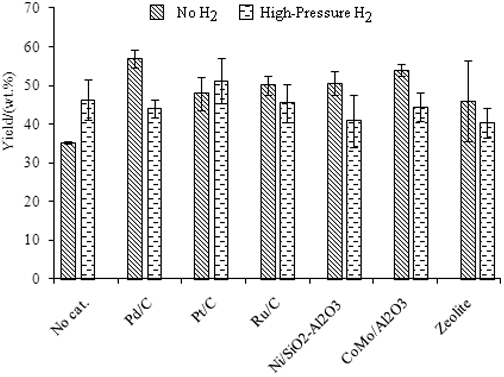 No H2
High-Pressure H2
Yield/(wt.%)
70
60
50
40
30
20
10
0
No cat.
Pd/C
Pt/C
Ru/C
Ni/SiO2-Al2O3
CoMo/Al2O3
Zeolite